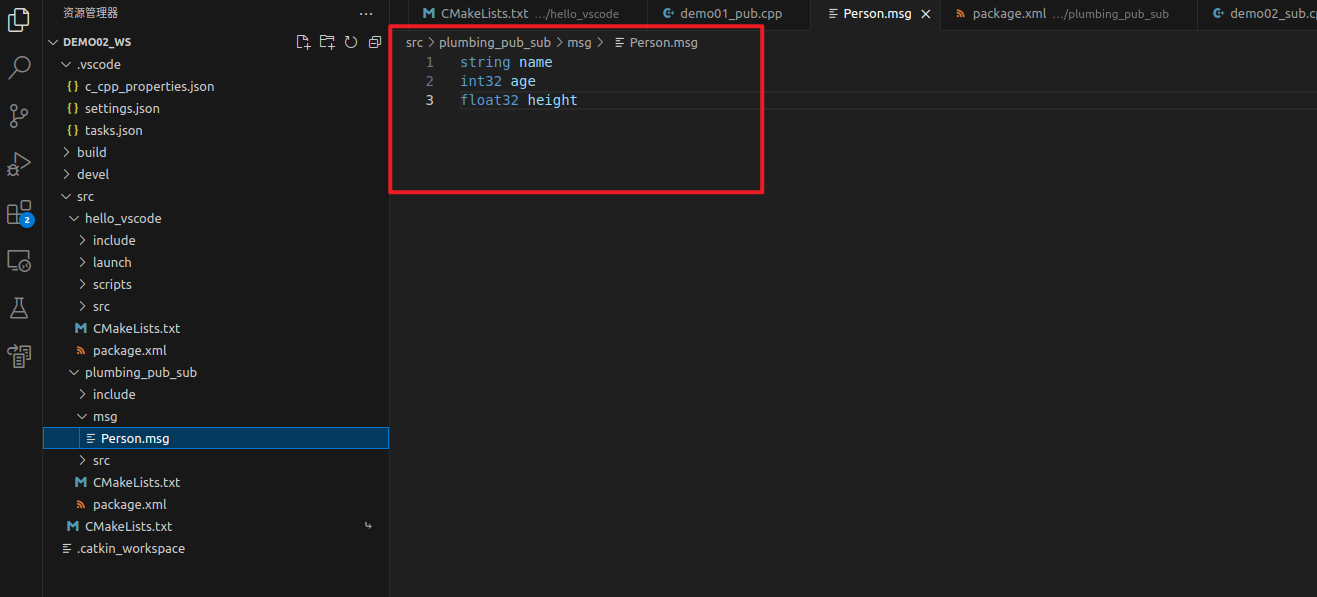 资源管理器
DEMO02_WS
.vscode
{} c_cpp_properties.json
{} settings.json
{} tasks.json
build
devel
src
hello_vscode
include
launch
scripts
src
CMakeLists.txt
package.xml
plumbing_pub_sub
include
msg
Person.msg
src
CMakeLists.txt
package.xml
CMakeLists.txt
.catkin_workspace
2
CMakeLists.txt .../hello_vscode
demo01_pub.cpp
Person.msg
package.xml .../plumbing_pub_sub
demo02_sub.cp
src > plumbing_pub_sub > msg > Person.msg
1 string name
2 int32 age
3 float32 height